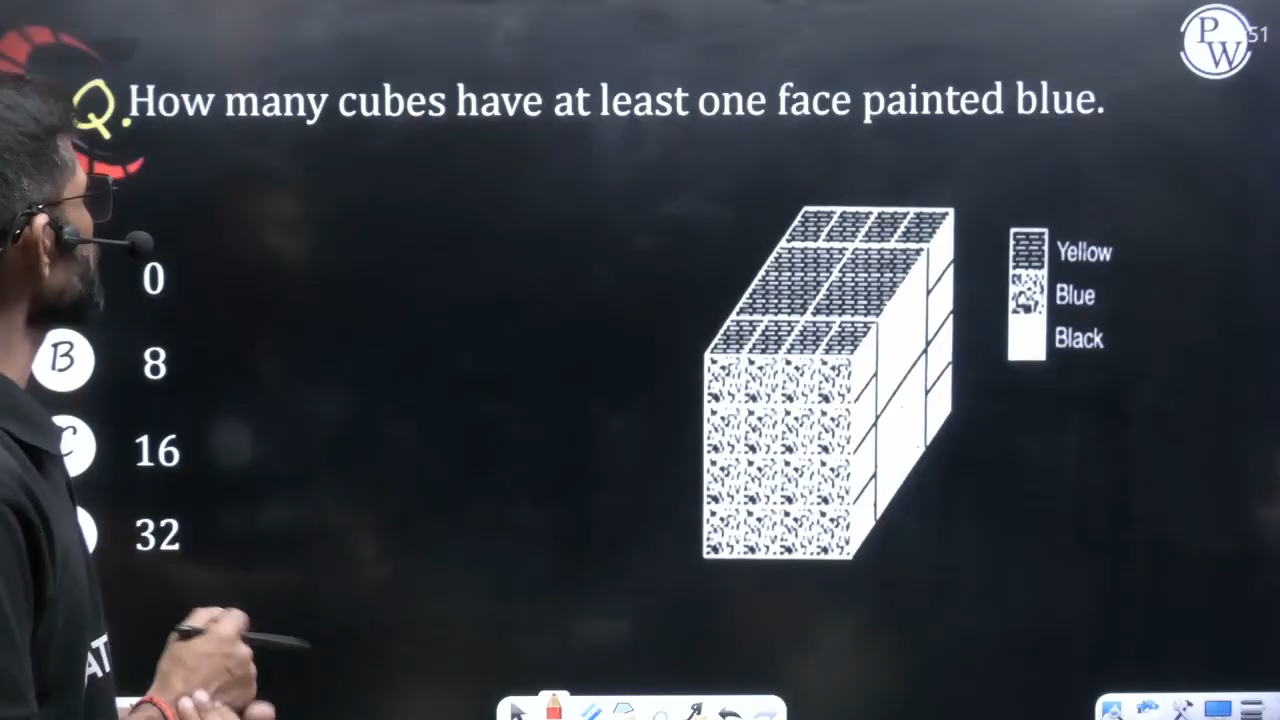 PW 51
Q. How many cubes have at least one face painted blue.
0
B 8
C 16
32
Yellow
Blue
Black
AT